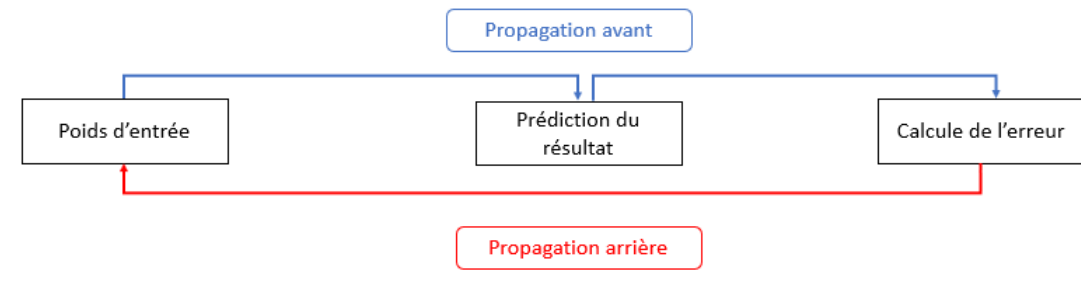 Propagation avant
Poids d’entrée
Prédiction du
résultat
Calcule de l’erreur
Propagation arrière